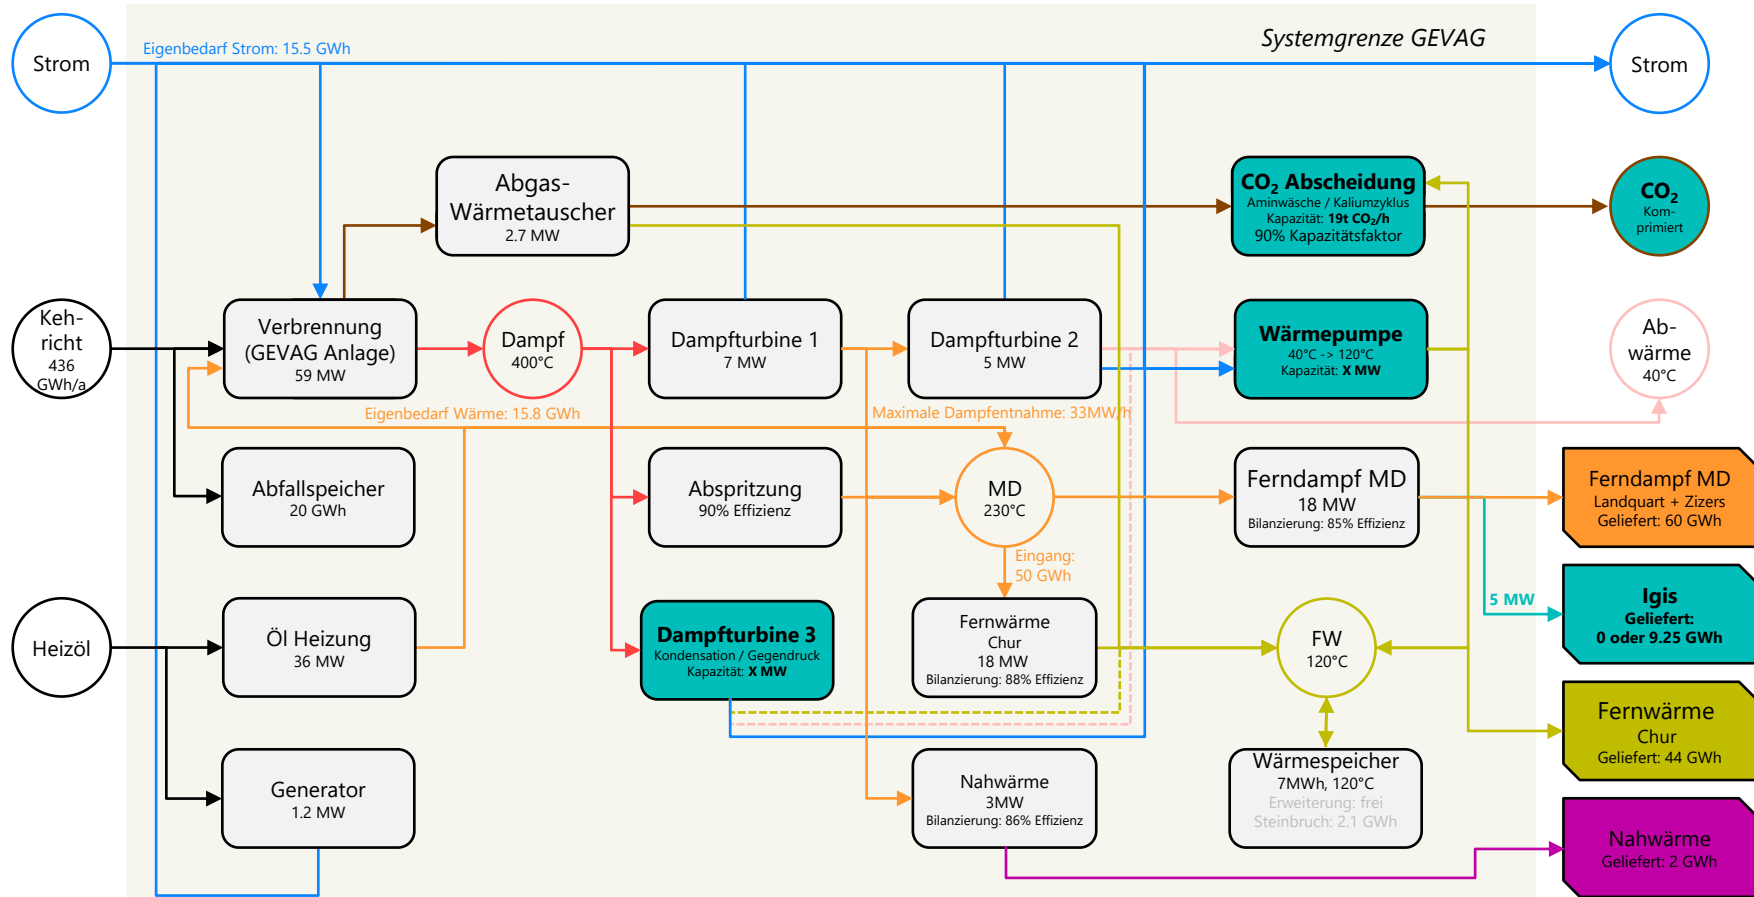 Eigenbedarf Strom: 15.5 GWh
Systemgrenze GEVAG
Strom
Strom
Abgas-
Wärmetauscher
2.7 MW
CO₂ Abscheidung
Aminwäsche / Kaliumzyklus
Kapazität: 19t CO₂/h
90% Kapazitätsfaktor
CO₂
Kom-
primiert
Keh-
richt
436
GWh/a
Verbrennung
(GEVAG Anlage)
59 MW
Dampf
400°C
Dampfturbine 1
7 MW
Dampfturbine 2
5 MW
Wärmepumpe
40°C -> 120°C
Kapazität: X MW
Ab-
wärme
40°C
Eigenbedarf Wärme: 15.8 GWh
Maximale Dampfentnahme: 33MW/h
Abfallspeicher
20 GWh
Abspritzung
90% Effizienz
MD
230°C
Ferndampf MD
18 MW
Bilanzierung: 85% Effizienz
Ferndampf MD
Landquart + Zizers
Geliefert: 60 GWh
Eingang:
50 GWh
5 MW
Igis
Geliefert:
0 oder 9.25 GWh
Heizöl
Öl Heizung
36 MW
Dampfturbine 3
Kondensation / Gegendruck
Kapazität: X MW
Fernwärme
Chur
18 MW
Bilanzierung: 88% Effizienz
FW
120°C
Fernwärme
Chur
Geliefert: 44 GWh
Generator
1.2 MW
Nahwärme
3MW
Bilanzierung: 86% Effizienz
Wärmespeicher
7MWh, 120°C
Erweiterung: frei
Steinbruch: 2.1 GWh
Nahwärme
Geliefert: 2 GWh